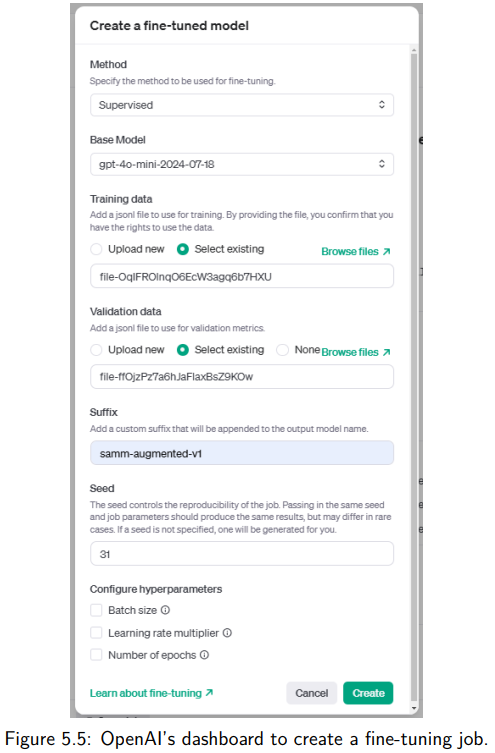 Create a fine-tuned model
Method
Specify the method to be used for fine-tuning.
Supervised
Base Model
gpt-4o-mini-2024-07-18
Training data
Add a jsonl file to use for training. By providing the file, you confirm that you
have the rights to use the data.
Upload new Select existing Browse files
file-OqIFROlnqO6EcW3agq6b7HXU
Validation data
Add a jsonl file to use for validation metrics.
Upload new Select existing None Browse files
file-ffOjzPz7a6hJaFlaxBsZ9KOw
Suffix
Add a custom suffix that will be appended to the output model name.
samm-augmented-v1
Seed
The seed controls the reproducibility of the job. Passing in the same seed
and job parameters should produce the same results, but may differ in rare
cases. If a seed is not specified, one will be generated for you.
31
Configure hyperparameters
Batch size
Learning rate multiplier
Number of epochs
Learn about fine-tuning Cancel Create
Figure 5.5: OpenAI's dashboard to create a fine-tuning job.